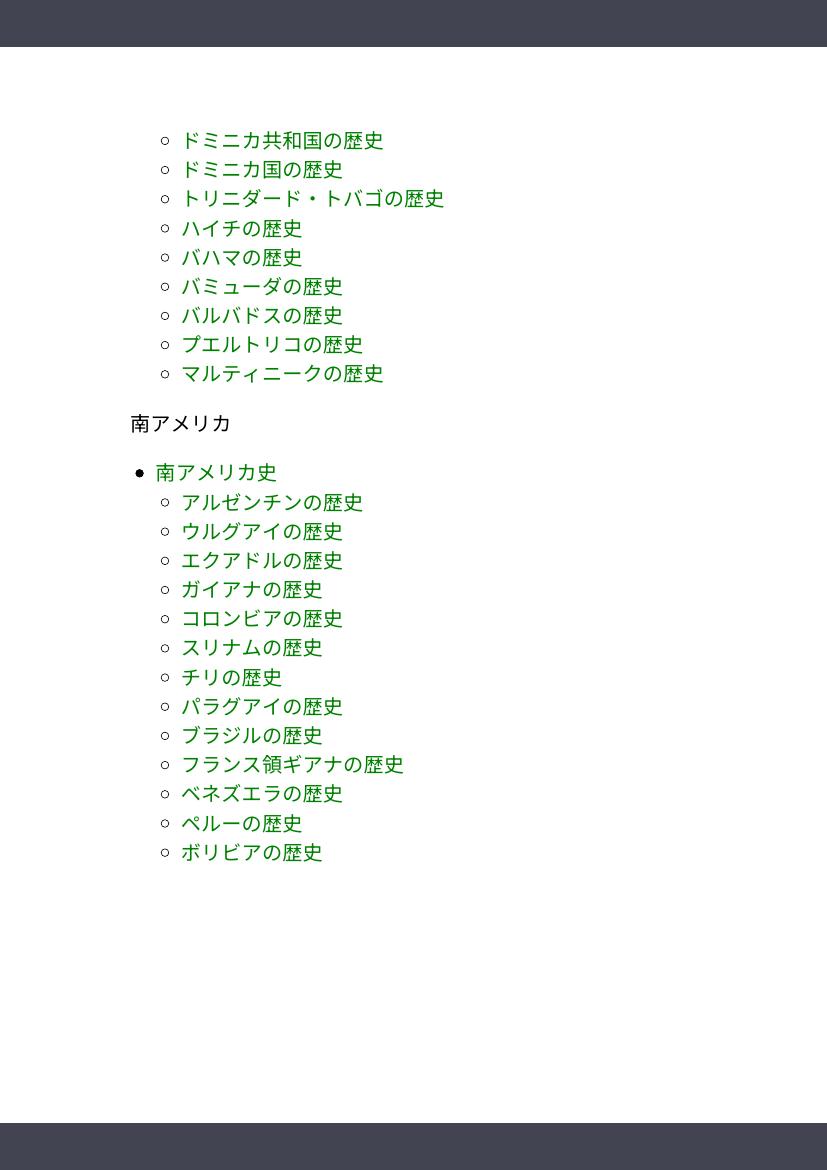 ドミニカ共和国の歴史
ドミニカ国の歴史
トリニダード・トバゴの歴史
ハイチの歴史
バハマの歴史
バミューダの歴史
バルバドスの歴史
プエルトリコの歴史
マルティニークの歴史
南アメリカ
南アメリカ史
アルゼンチンの歴史
ウルグアイの歴史
エクアドルの歴史
ガイアナの歴史
コロンビアの歴史
スリナムの歴史
チリの歴史
パラグアイの歴史
ブラジルの歴史
フランス領ギアナの歴史
ベネズエラの歴史
ペルーの歴史
ボリビアの歴史